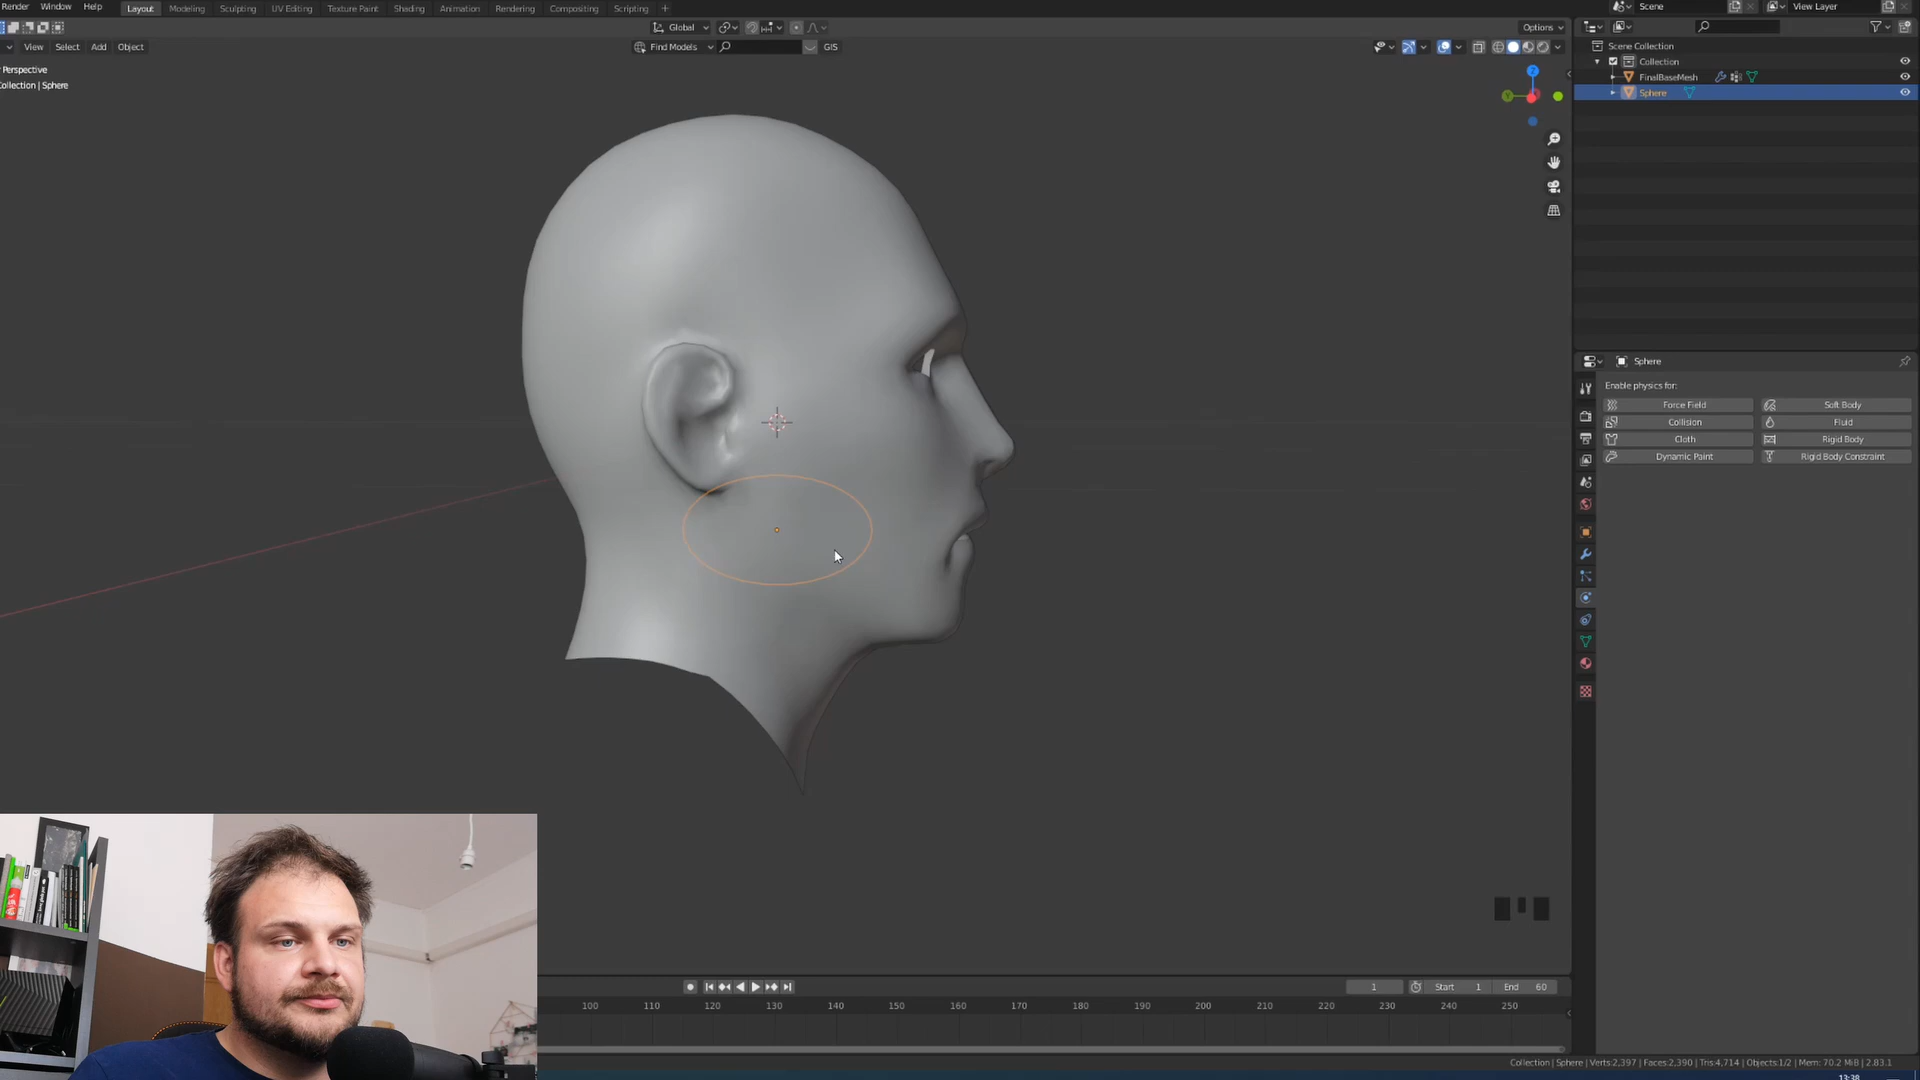 Render Window Help Layout Modeling Sculpting UV Editing Texture Paint Shading Animation Rendering Compositing Scripting + Scene View Layer
Global Options
View Select Add Object Find Models GIS
Perspective
Collection | Sphere
Scene Collection
Collection
FinalBaseMesh
Sphere
Z
Y
Sphere
Enable physics for:
Force Field Soft Body
Collision Fluid
Cloth Rigid Body
Dynamic Paint Rigid Body Constraint
1 Start 1 End 60
100 110 120 130 140 150 160 170 180 190 200 210 220 230 240 250
Collection | Sphere | Verts:2,397 | Faces:2,390 | Tris:4,714 | Objects:1/2 | Mem: 70.2 MiB | 2.83.1
13:38